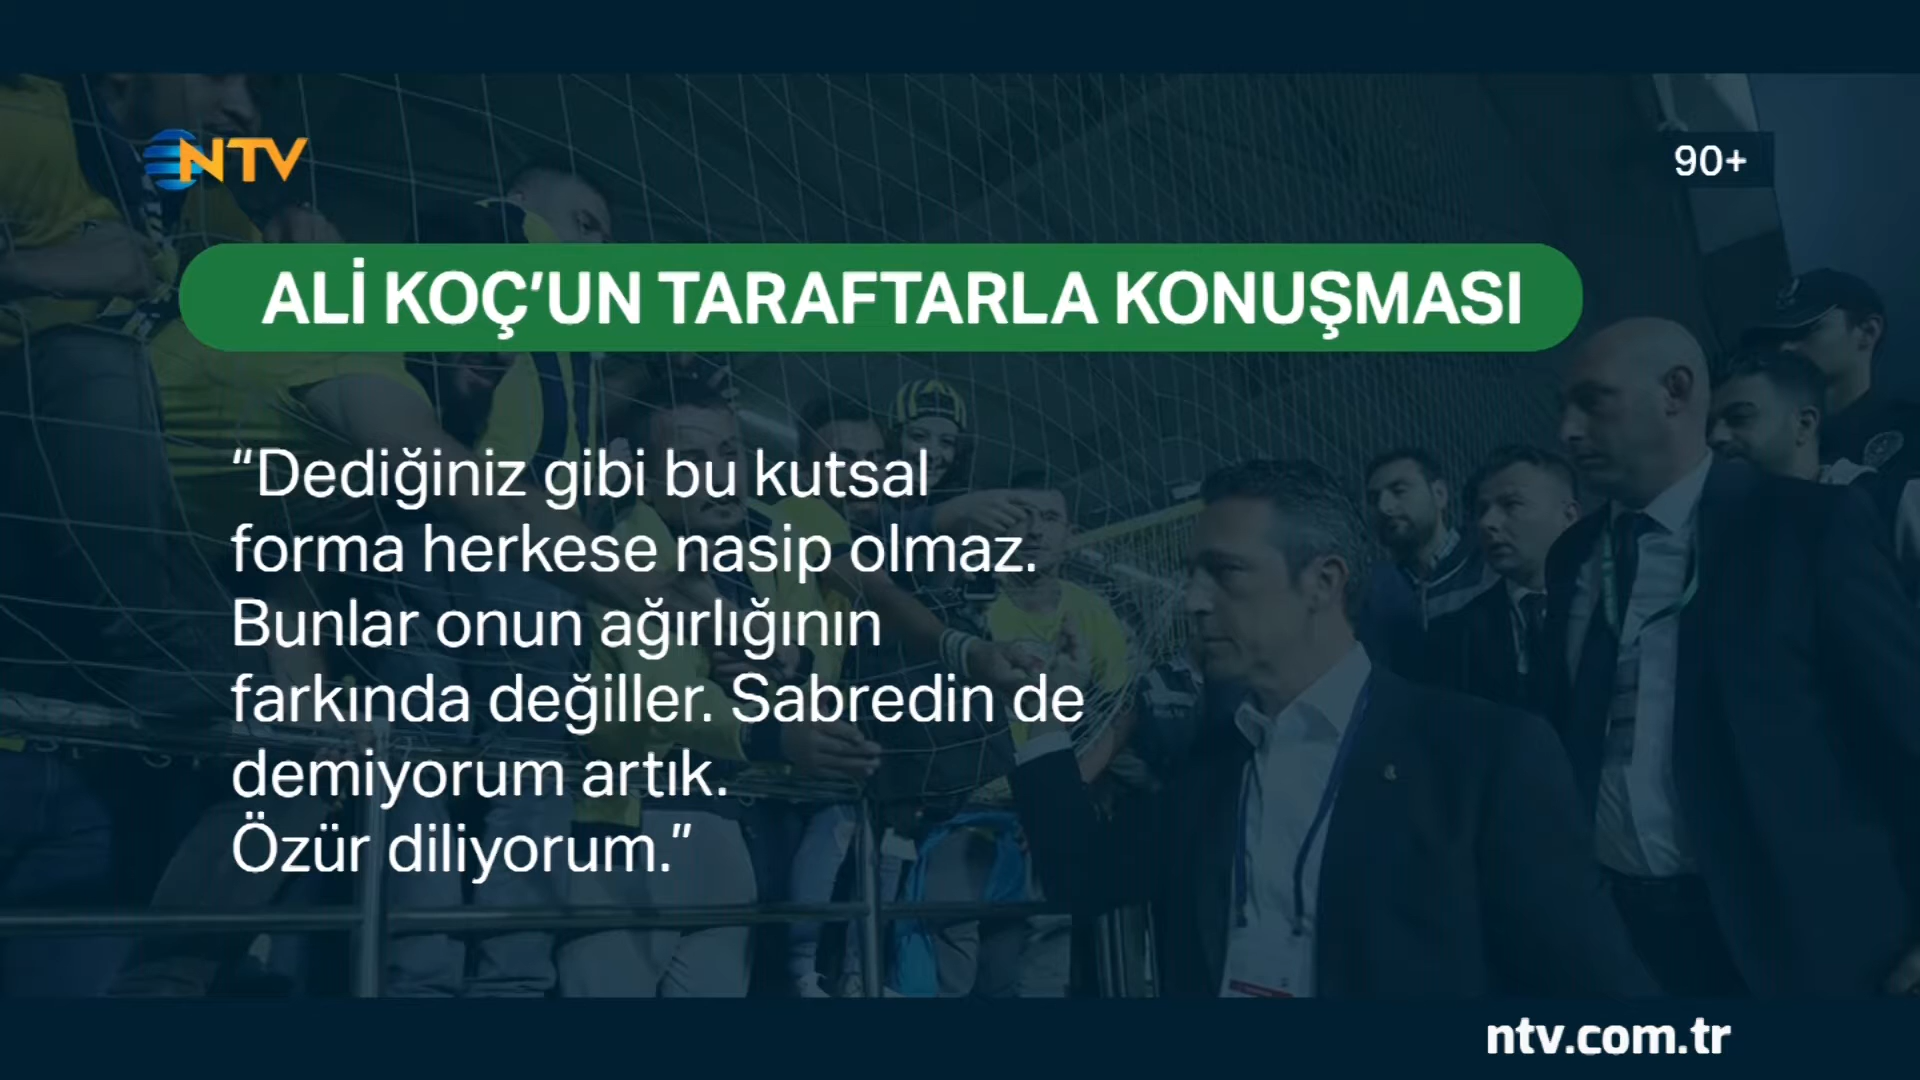 NTV
90+
ALİ KOÇ'UN TARAFTARLA KONUŞMASI
“Dediğiniz gibi bu kutsal
forma herkese nasip olmaz.
Bunlar onun ağırlığının
farkında değiller. Sabredin de
demiyorum artık.
Özür diliyorum.”
ntv.com.tr